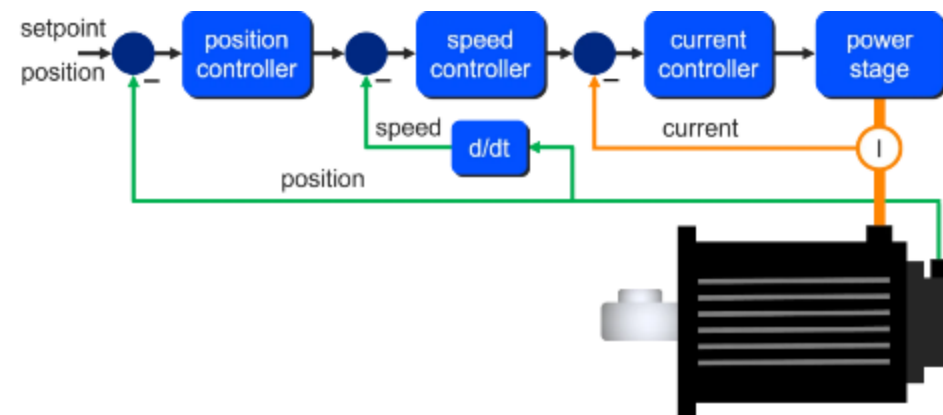 setpoint
position
position
controller
speed
controller
current
controller
power
stage
speed
d/dt
current
I
position